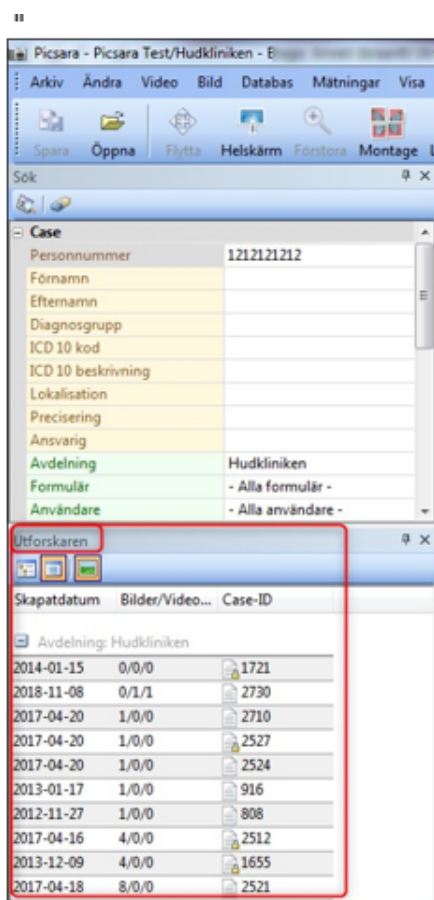 Picsara - Picsara Test/Hudkliniken - B
Arkiv Ändra Video Bild Databas Mätningar Visa
Spara Öppna Flytta Helskärm Förstora Montage L
Sök
Case
Personnummer 1212121212
Förnamn
Efternamn
Diagnosgrupp
ICD 10 kod
ICD 10 beskrivning
Lokalisation
Precisering
Ansvarig
Avdelning Hudkliniken
Formulär - Alla formulär -
Användare - Alla användare -
Utforskaren
Skapatdatum Bilder/Video... Case-ID
Avdelning: Hudkliniken
2014-01-15 0/0/0 1721
2018-11-08 0/1/1 2730
2017-04-20 1/0/0 2710
2017-04-20 1/0/0 2527
2017-04-20 1/0/0 2524
2013-01-17 1/0/0 916
2012-11-27 1/0/0 808
2017-04-16 4/0/0 2512
2013-12-09 4/0/0 1655
2017-04-18 8/0/0 2521